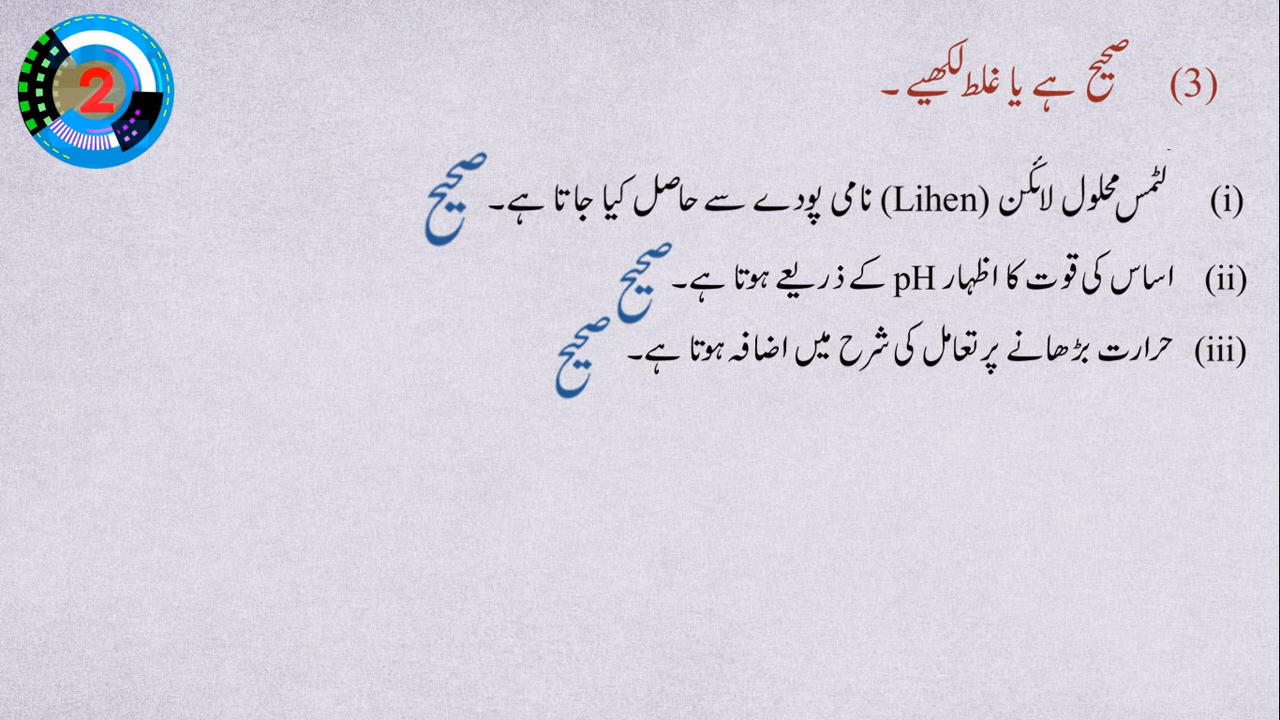 2
(3) صحیح ہے یا غلط لکھیے۔
(i) لٹمس محلول لائکن (Lihen) نامی پودے سے حاصل کیا جاتا ہے۔ صحیح
(ii) اساس کی قوت کا اظہار pH کے ذریعے ہوتا ہے۔ صحیح
(iii) حرارت بڑھانے پر تعامل کی شرح میں اضافہ ہوتا ہے۔ صحیح